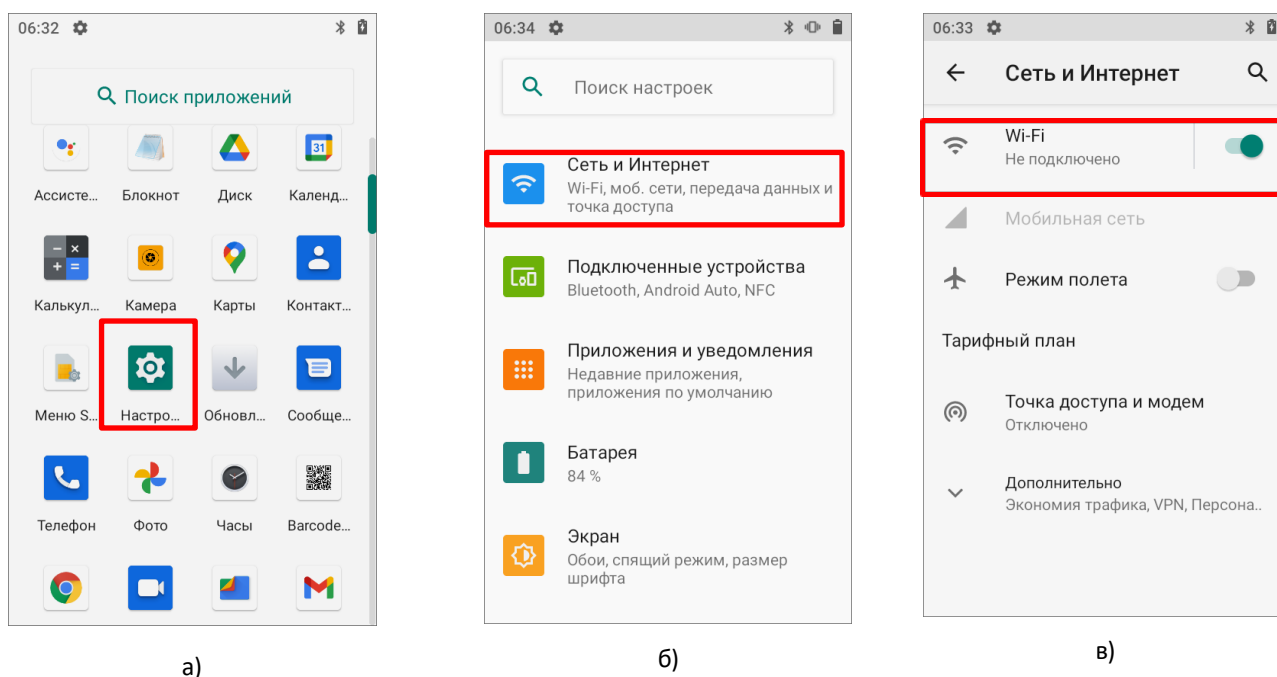 06:32
Поиск приложений
31
Ассисте... Блокнот Диск Календ...
Калькул... Камера Карты Контакт...
Меню S... Настро... Обновл... Сообще...
Телефон Фото Часы Barcode...
а)
06:34
Поиск настроек
Сеть и Интернет
Wi-Fi, моб. сети, передача данных и
точка доступа
Подключенные устройства
Bluetooth, Android Auto, NFC
Приложения и уведомления
Недавние приложения,
приложения по умолчанию
Батарея
84 %
Экран
Обои, спящий режим, размер
шрифта
б)
06:33
Сеть и Интернет
Wi-Fi
Не подключено
Мобильная сеть
Режим полета
Тарифный план
Точка доступа и модем
Отключено
Дополнительно
Экономия трафика, VPN, Персона..
в)